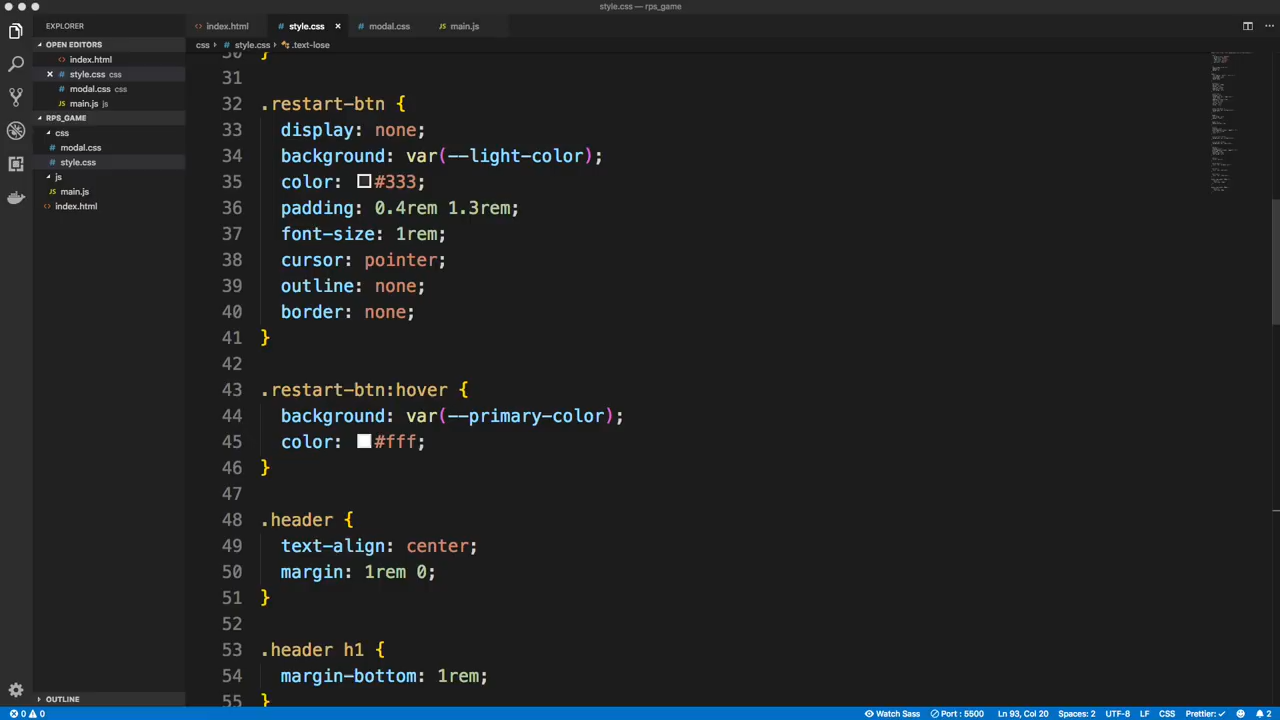 style.css — rps_game
EXPLORER
index.html
style.css
modal.css
main.js
OPEN EDITORS
css › style.css › .text-lose
index.html
style.css css
modal.css css
main.js js
RPS_GAME
css
modal.css
style.css
js
main.js
index.html
OUTLINE
30 }
31
32 .restart-btn {
33 display: none;
34 background: var(--light-color);
35 color: #333;
36 padding: 0.4rem 1.3rem;
37 font-size: 1rem;
38 cursor: pointer;
39 outline: none;
40 border: none;
41 }
42
43 .restart-btn:hover {
44 background: var(--primary-color);
45 color: #fff;
46 }
47
48 .header {
49 text-align: center;
50 margin: 1rem 0;
51 }
52
53 .header h1 {
54 margin-bottom: 1rem;
55 }
0 0 Watch Sass Port : 5500 Ln 93, Col 20 Spaces: 2 UTF-8 LF CSS Prettier: ✓ 2